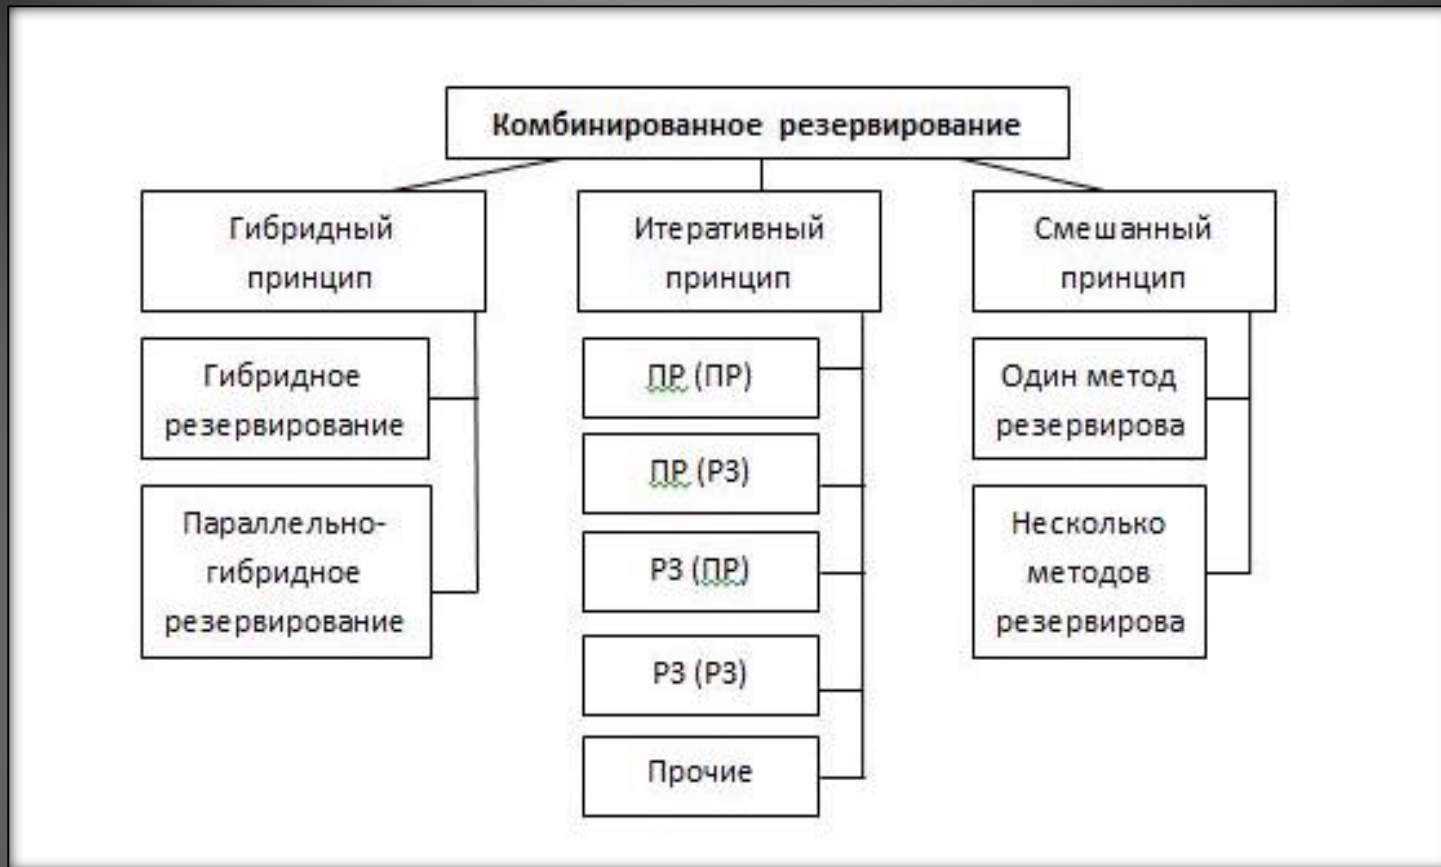 Комбинированное резервирование
Гибридный
принцип
Гибридное
резервирование
Параллельно-
гибридное
резервирование
Итеративный
принцип
ПР (ПР)
ПР (РЗ)
РЗ (ПР)
РЗ (РЗ)
Прочие
Смешанный
принцип
Один метод
резервирова
Несколько
методов
резервирова